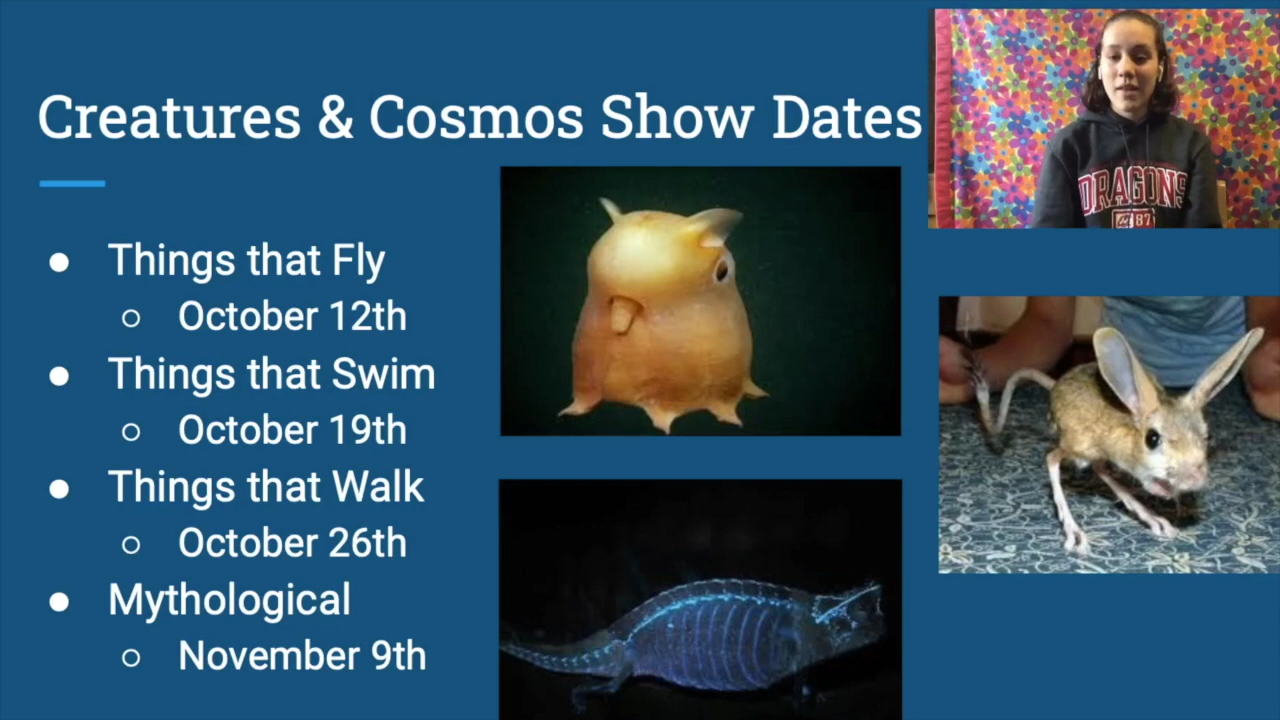 Creatures & Cosmos Show Dates
Things that Fly
October 12th
Things that Swim
October 19th
Things that Walk
October 26th
Mythological
November 9th
DRAGONS
87